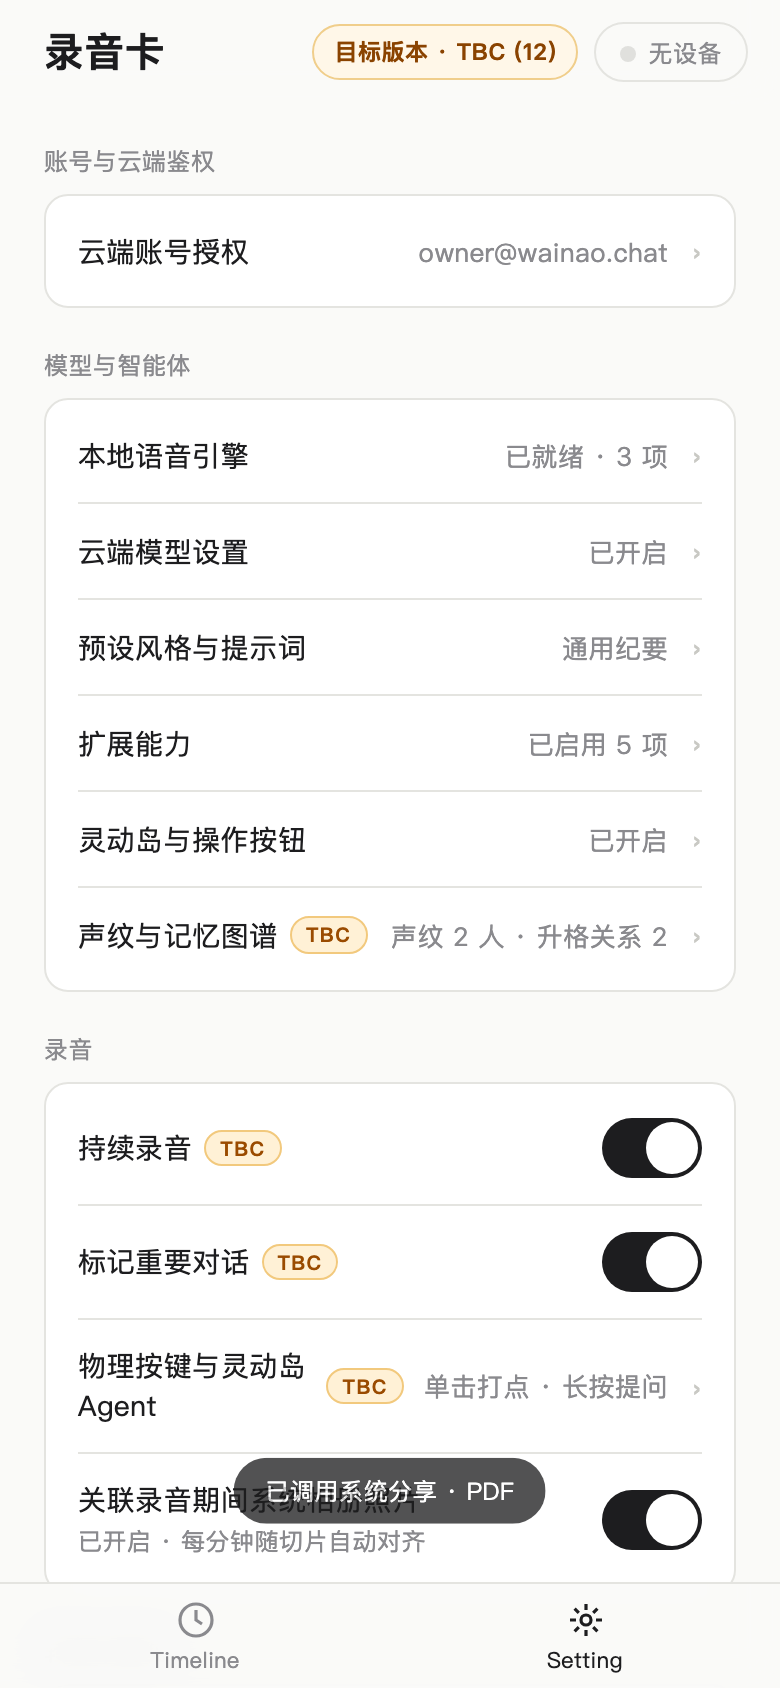 录音卡
目标版本 · TBC (12)
无设备
账号与云端鉴权
云端账号授权
owner@wainao.chat
模型与智能体
本地语音引擎
已就绪 · 3 项
云端模型设置
已开启
预设风格与提示词
通用纪要
扩展能力
已启用 5 项
灵动岛与操作按钮
已开启
声纹与记忆图谱
TBC
声纹 2 人 · 升格关系 2
录音
持续录音
TBC
标记重要对话
TBC
物理按键与灵动岛
Agent
TBC
单击打点 · 长按提问
关联录音期间系统相册照片
已调用系统分享 · PDF
已开启 · 每分钟随切片自动对齐
Timeline
Setting